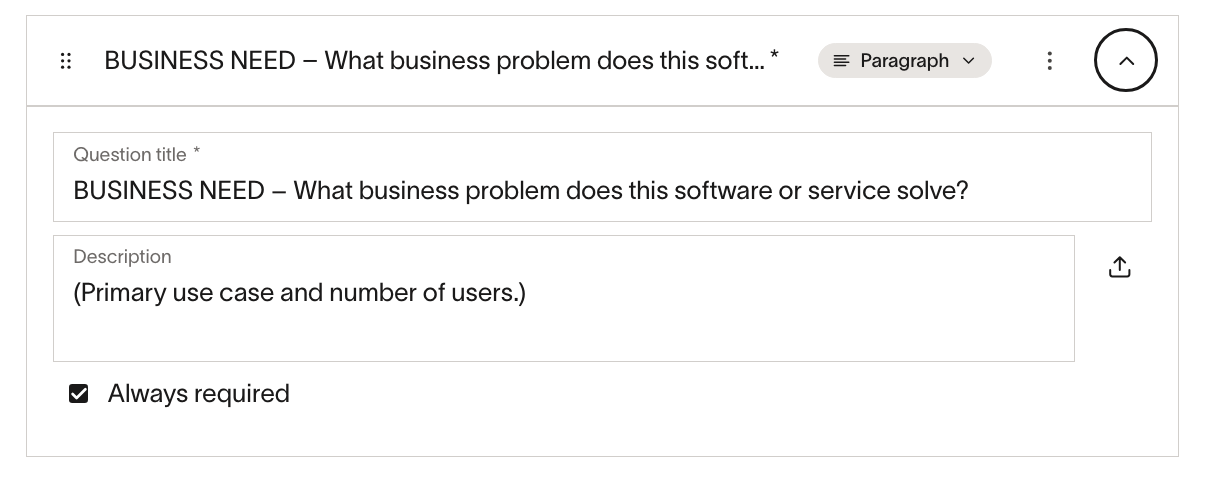 BUSINESS NEED – What business problem does this soft... *
Paragraph
Question title *
BUSINESS NEED – What business problem does this software or service solve?
Description
(Primary use case and number of users.)
Always required